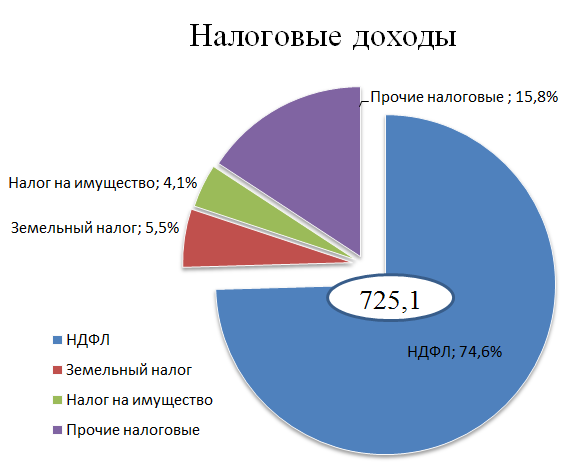 Налоговые доходы
Прочие налоговые ; 15,8%
Налог на имущество; 4,1%
Земельный налог; 5,5%
725,1
НДФЛ; 74,6%
НДФЛ
Земельный налог
Налог на имущество
Прочие налоговые